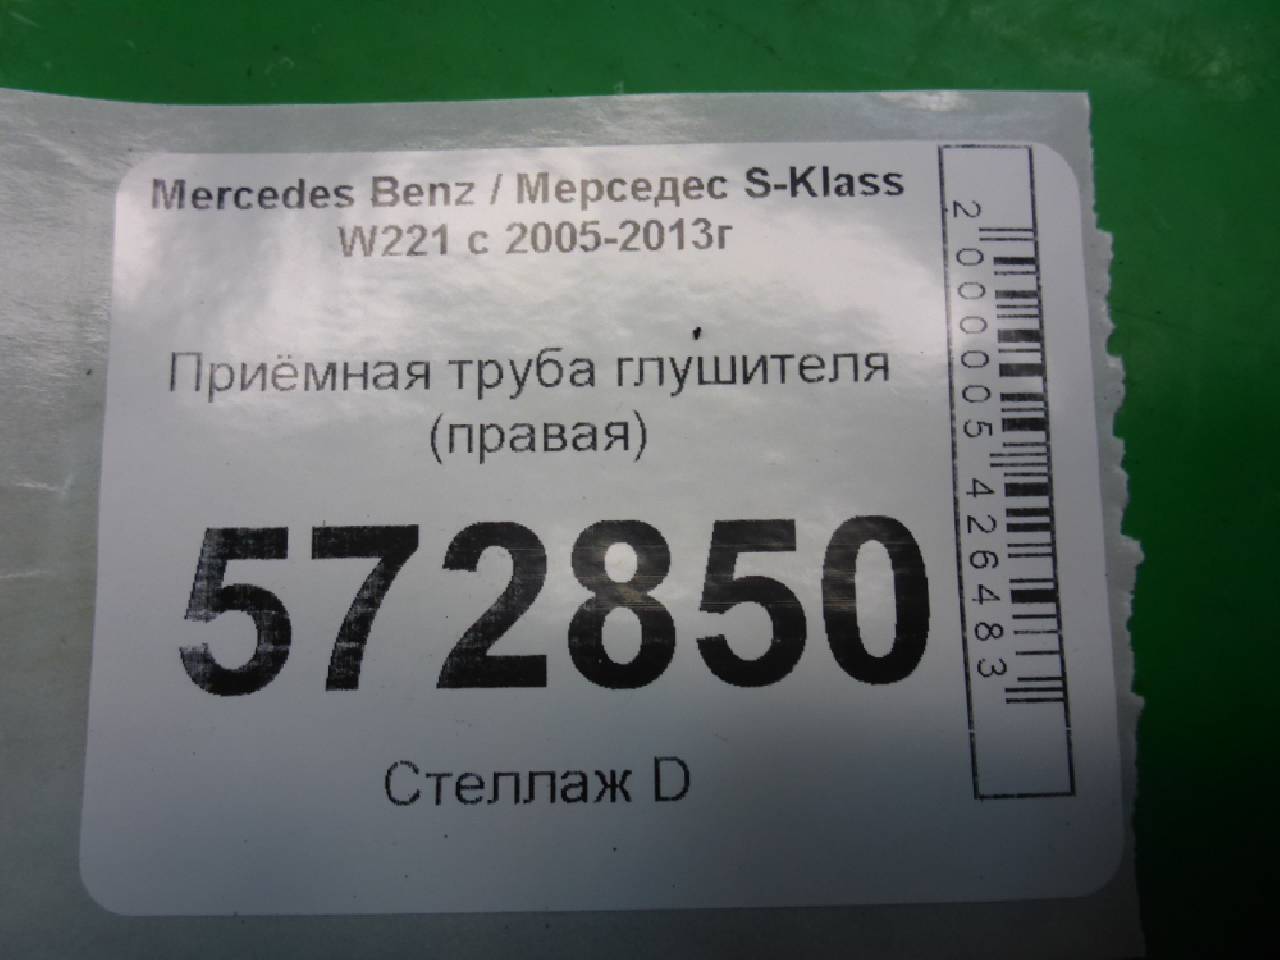 Mercedes Benz / Мерседес S-Klass
W221 с 2005-2013г
Приёмная труба глушителя
(правая)
572850
Стеллаж D
2000005426483